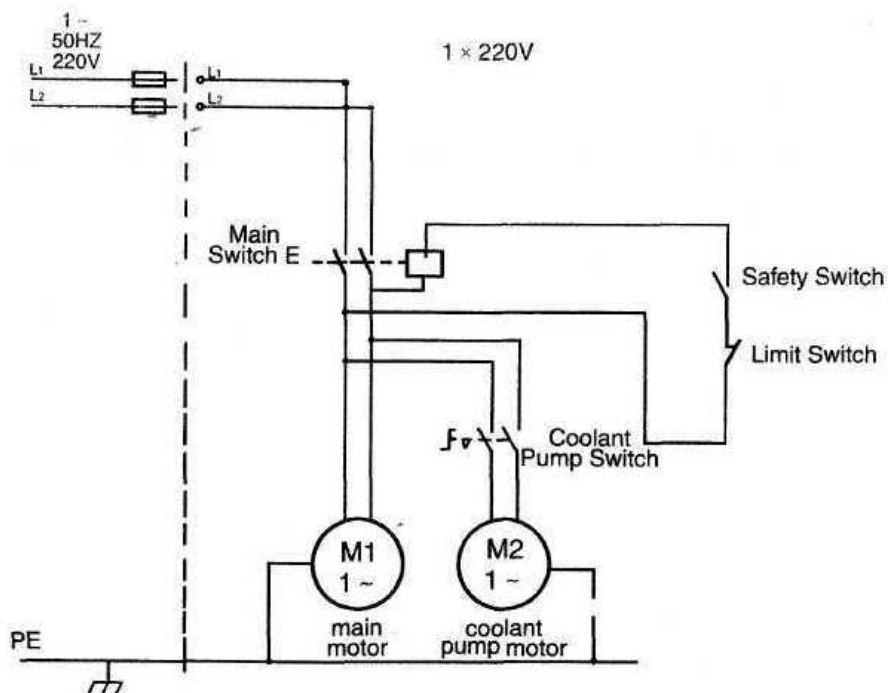 1 ~
50HZ
220V
1 × 220V
L1
L1
L2
L2
Main
Switch E
Safety Switch
Limit Switch
Coolant
Pump Switch
M1
1 ~
M2
1 ~
main
motor
coolant
pump motor
PE